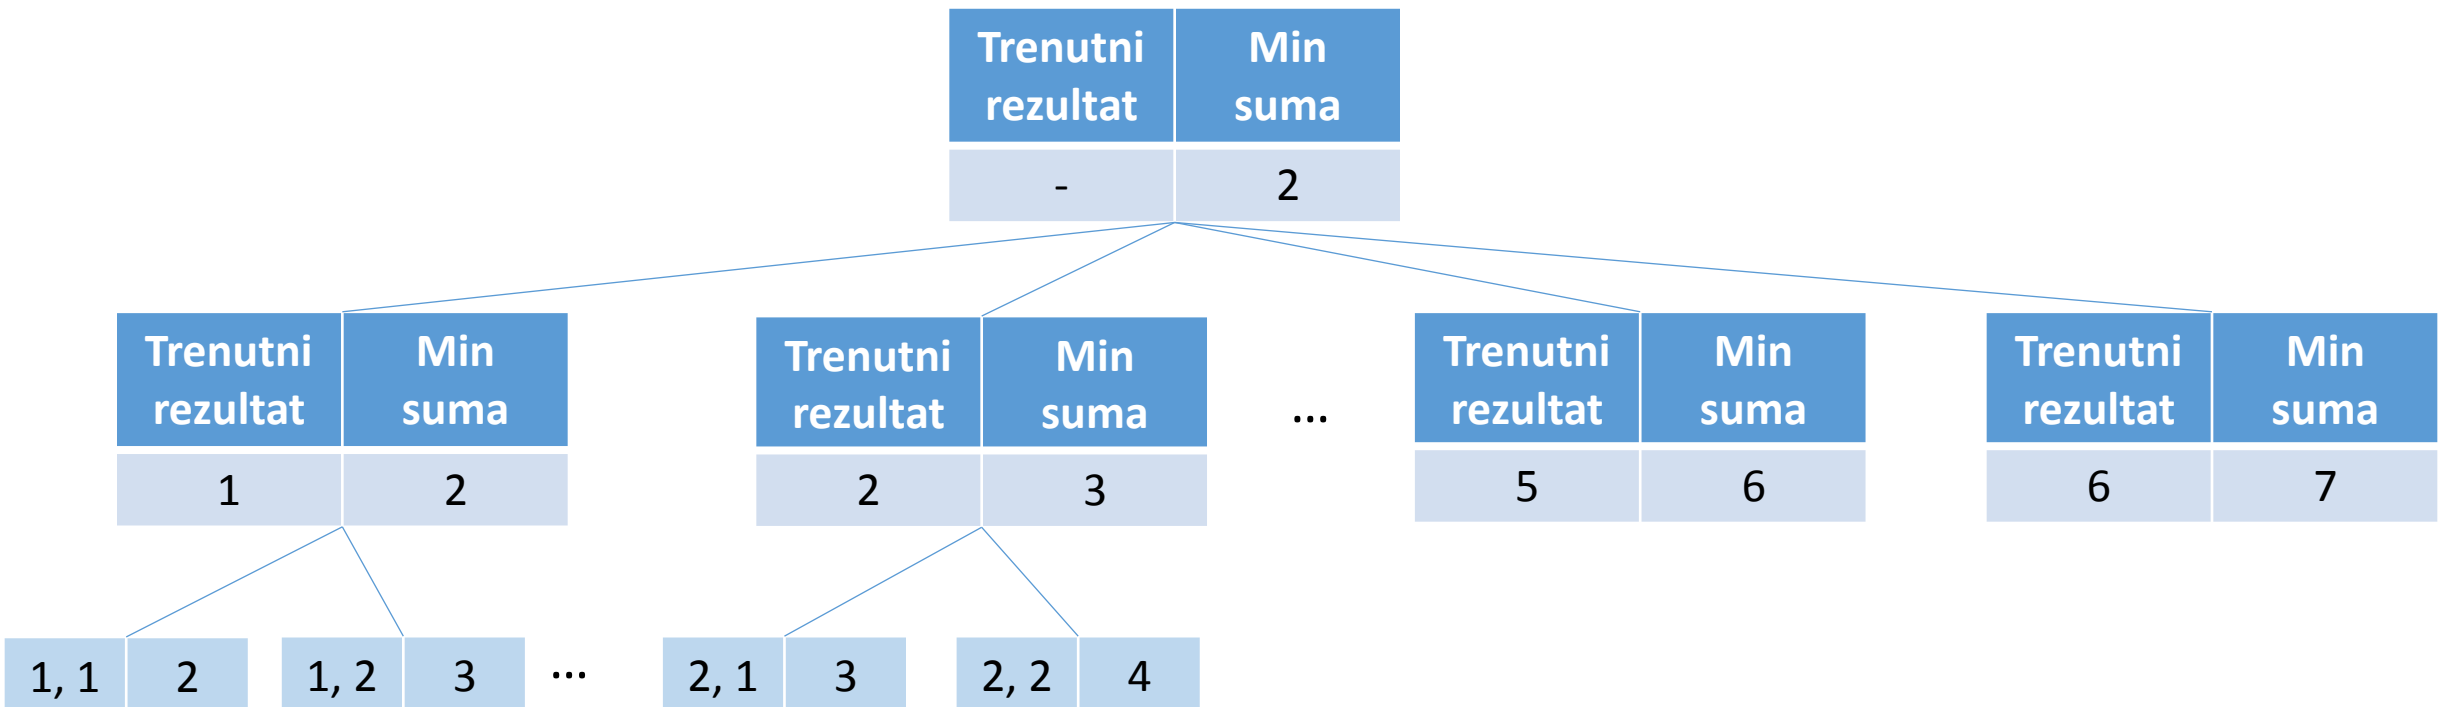 Trenutni rezultat Min suma
- 2
Trenutni rezultat Min suma
1 2
Trenutni rezultat Min suma
2 3
...
Trenutni rezultat Min suma
5 6
Trenutni rezultat Min suma
6 7
1, 1 2
1, 2 3
...
2, 1 3
2, 2 4